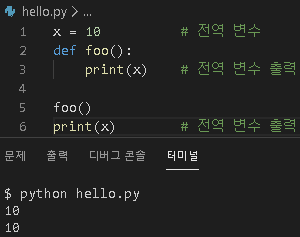 hello.py > ...
1 x = 10 # 전역 변수
2 def foo():
3 print(x) # 전역 변수 출력
4
5 foo()
6 print(x) # 전역 변수 출력
문제 출력 디버그 콘솔 터미널
$ python hello.py
10
10